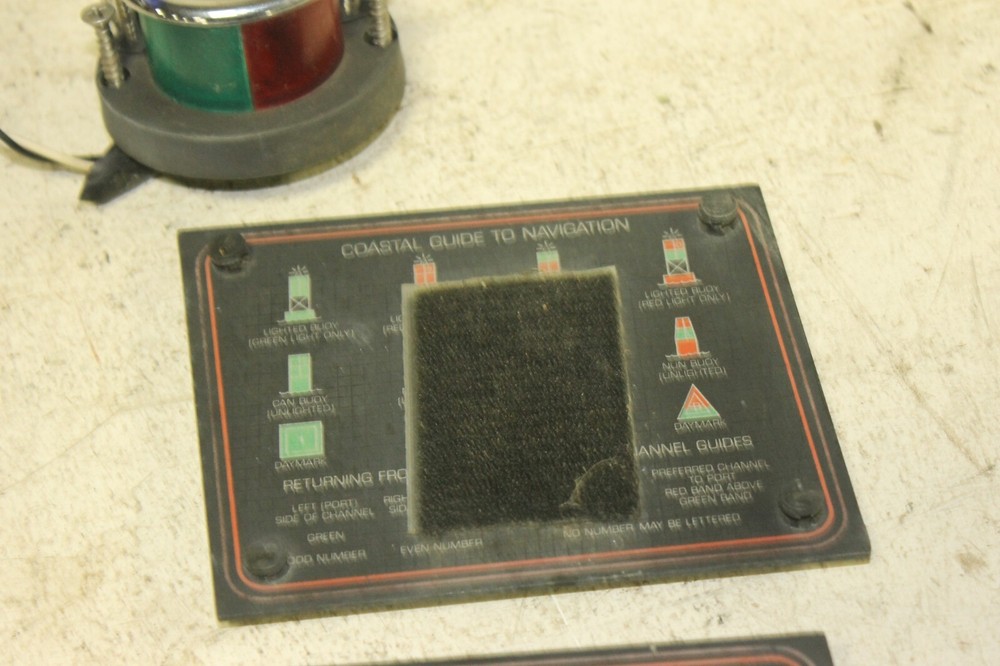 COASTAL GUIDE TO NAVIGATION
LIGHTED BUOY
(GREEN LIGHT ONLY)
LIGHTED BUOY
(RED LIGHT ONLY)
CAN BUOY
(UNLIGHTED)
NUN BUOY
(UNLIGHTED)
DAYMARK
DAYMARK
RETURNING FRO
ANNEL GUIDES
LEFT (PORT)
SIDE OF CHANNEL
GREEN
ODD NUMBER
RIGH
SID
EVEN NUMBER
PREFERRED CHANNEL
TO PORT
RED BAND ABOVE
GREEN BAND
NO NUMBER MAY BE LETTERED